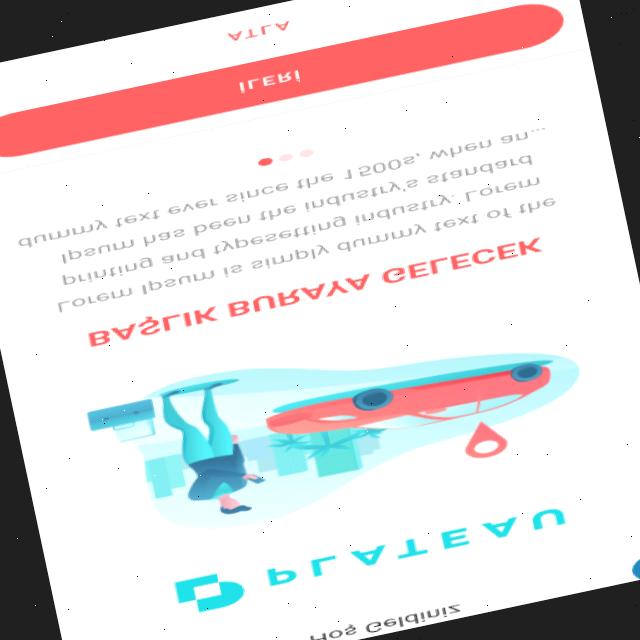 Hoş Geldiniz
PLATEAU
BAŞLIK BURAYA GELECEK
Lorem Ipsum is simply dummy text of the
printing and typesetting industry. Lorem
Ipsum has been the industry's standard
dummy text ever since the 1500s, when an...
İLERİ
ATLA